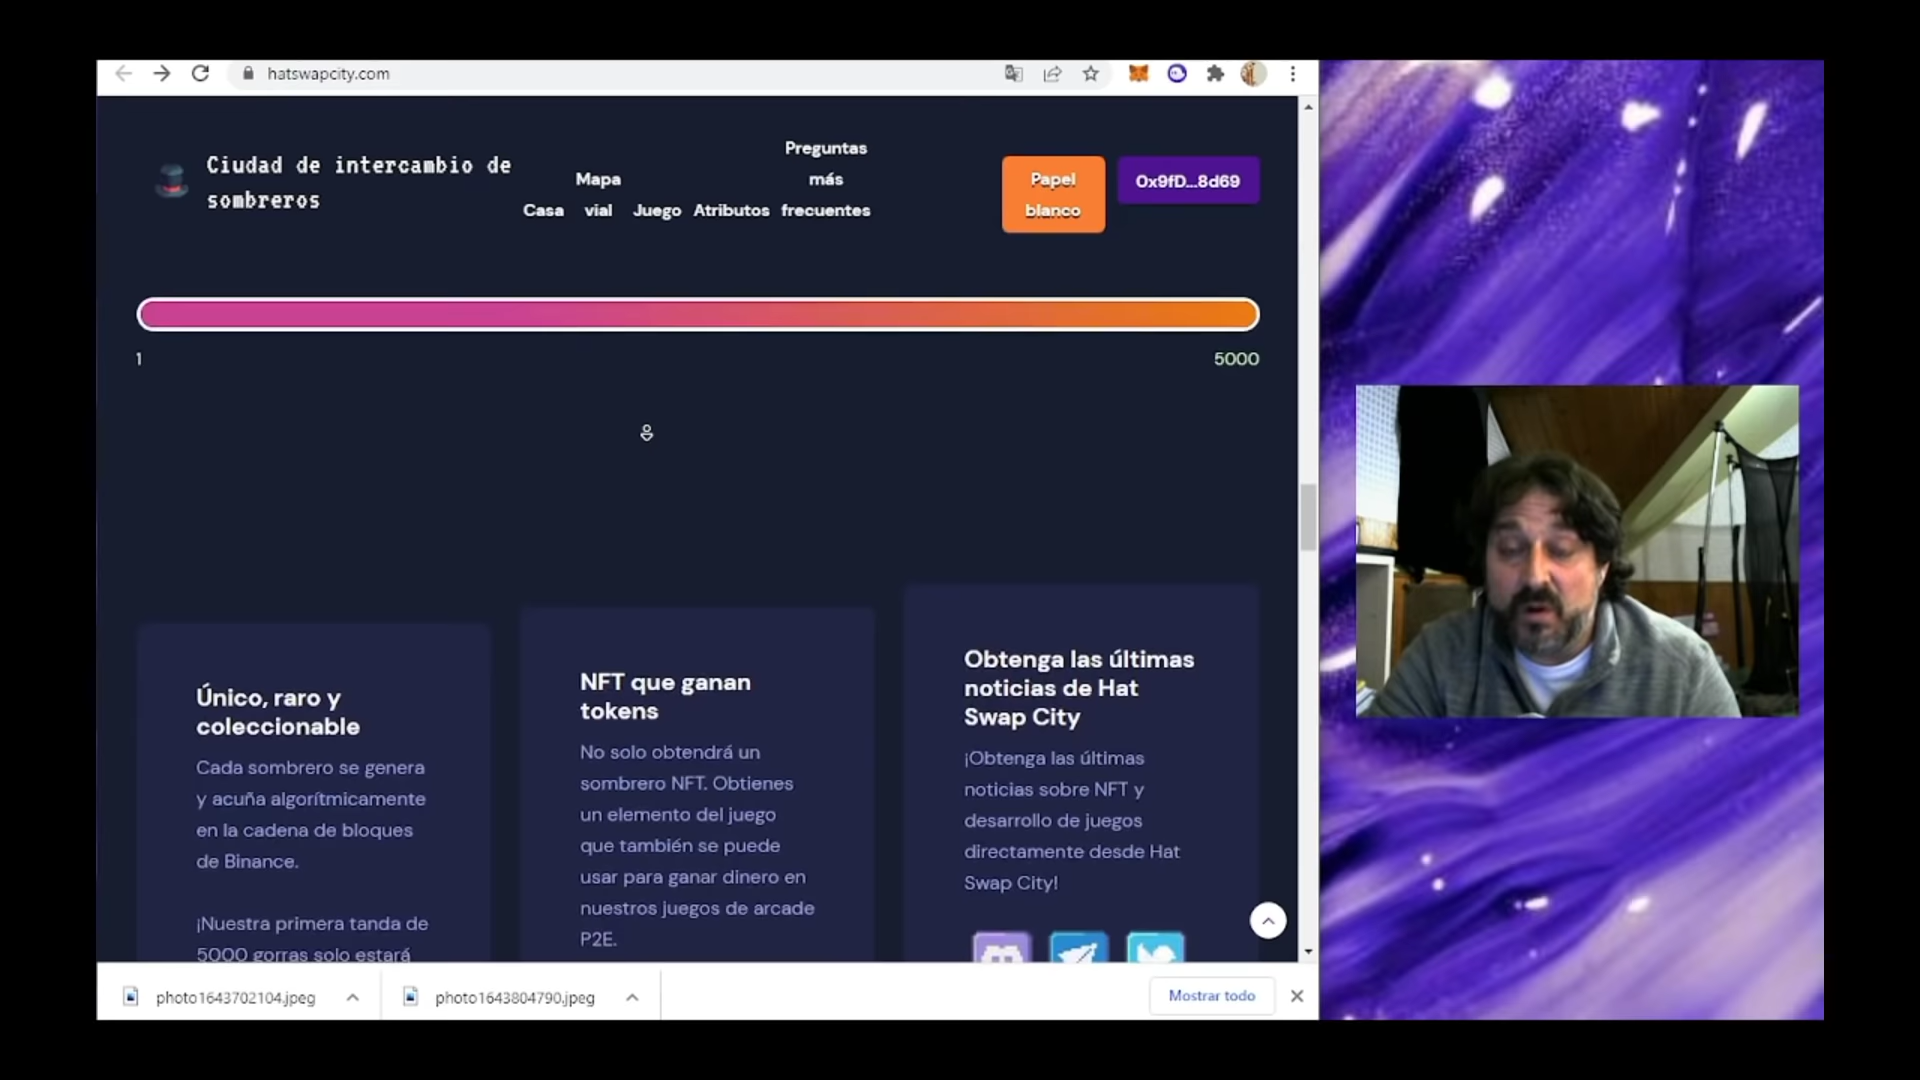 hatswapcity.com
Ciudad de intercambio de
sombreros
Casa
Mapa
vial
Juego
Atributos
Preguntas
más
frecuentes
Papel
blanco
0x9fD...8d69
1
5000
Único, raro y
coleccionable
Cada sombrero se genera
y acuña algorítmicamente
en la cadena de bloques
de Binance.
¡Nuestra primera tanda de
5000 gorras solo estará
NFT que ganan
tokens
No solo obtendrá un
sombrero NFT. Obtienes
un elemento del juego
que también se puede
usar para ganar dinero en
nuestros juegos de arcade
P2E.
Obtenga las últimas
noticias de Hat
Swap City
¡Obtenga las últimas
noticias sobre NFT y
desarrollo de juegos
directamente desde Hat
Swap City!
photo1643702104.jpeg
photo1643804790.jpeg
Mostrar todo